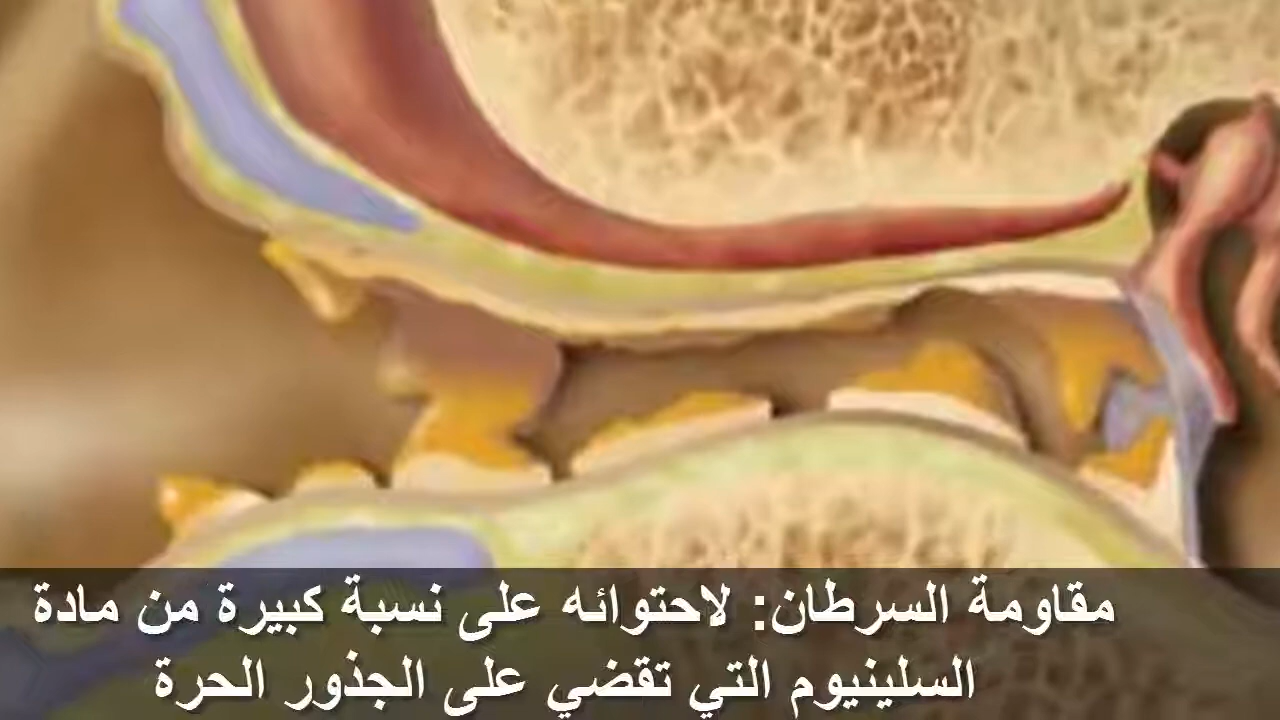 مقاومة السرطان: لاحتوائه على نسبة كبيرة من مادة
السلينيوم التي تقضي على الجذور الحرة